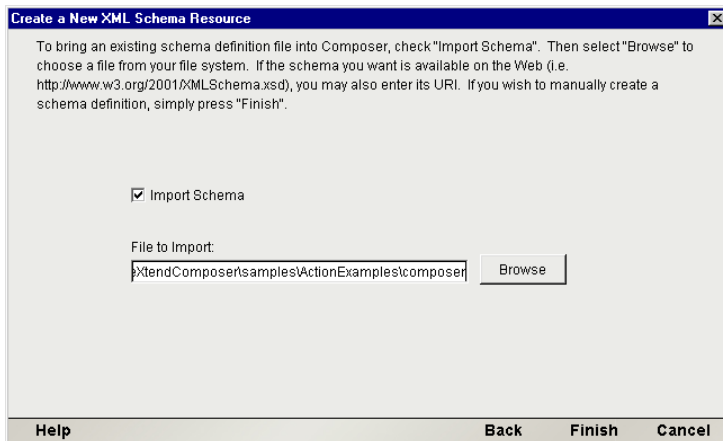 Create a New XML Schema Resource
To bring an existing schema definition file into Composer, check "Import Schema". Then select "Browse" to
choose a file from your file system. If the schema you want is available on the Web (i.e.
http://www.w3.org/2001/XMLSchema.xsd), you may also enter its URI. If you wish to manually create a
schema definition, simply press "Finish".
Import Schema
File to Import:
eXtendComposer\samples\ActionExamples\composer
Browse
Help Back Finish Cancel